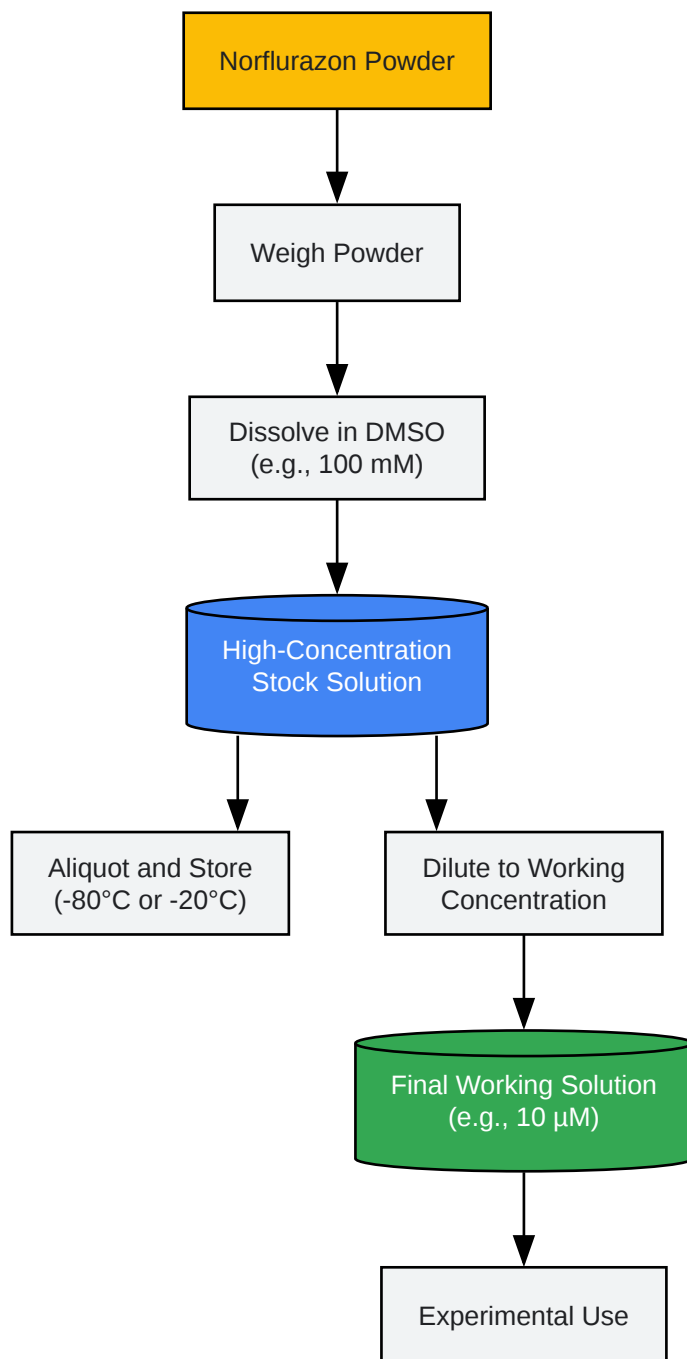 Norflurazon Powder
Weigh Powder
Dissolve in DMSO
(e.g., 100 mM)
High-Concentration
Stock Solution
Aliquot and Store
(-80°C or -20°C)
Dilute to Working
Concentration
Final Working Solution
(e.g., 10 µM)
Experimental Use